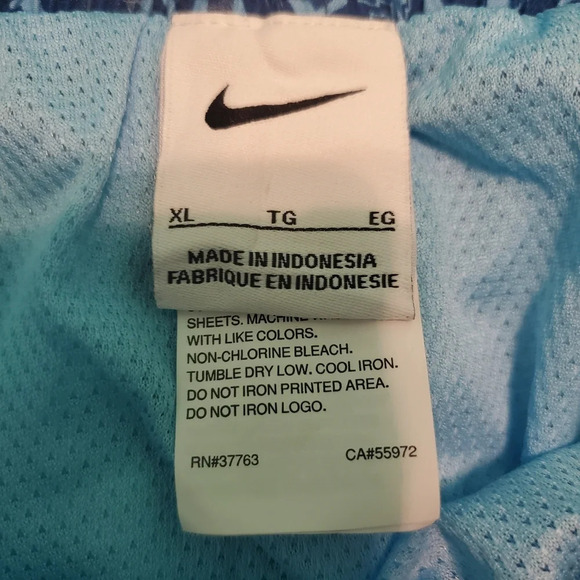 XL TG EG
MADE IN INDONESIA
FABRIQUE EN INDONESIE
SHEETS. MACHINE
WITH LIKE COLORS.
NON-CHLORINE BLEACH.
TUMBLE DRY LOW. COOL IRON.
DO NOT IRON PRINTED AREA.
DO NOT IRON LOGO.
RN#37763 CA#55972